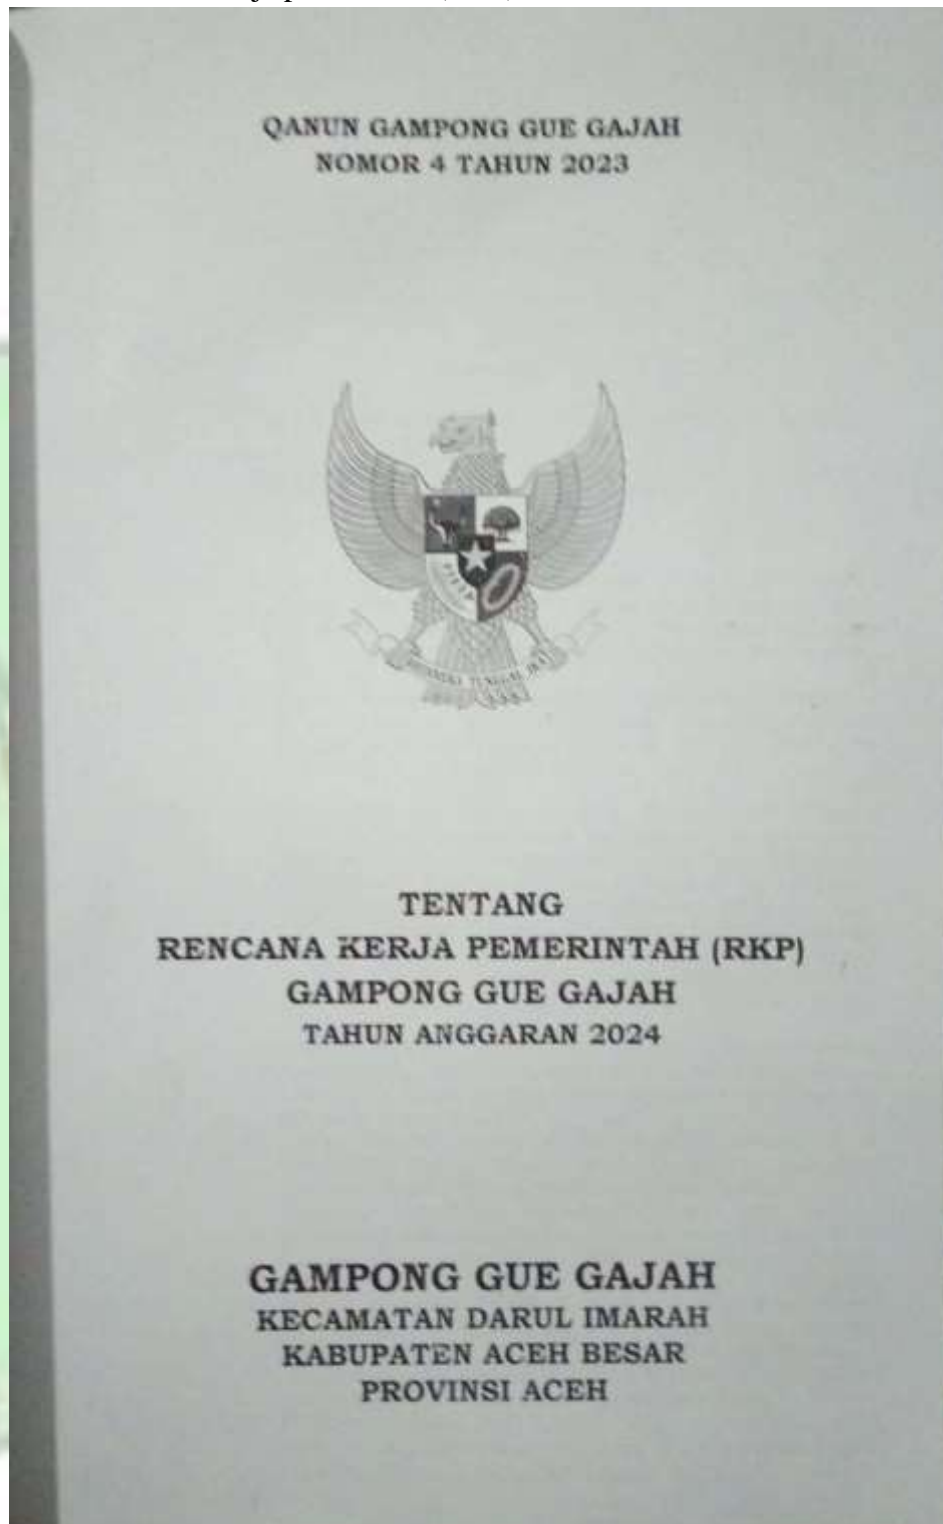 QANUN GAMPONG GUE GAJAH
NOMOR 4 TAHUN 2023
TUNGGAL
TENTANG
RENCANA KERJA PEMERINTAH (RKP)
GAMPONG GUE GAJAH
TAHUN ANGGARAN 2024
GAMPONG GUE GAJAH
KECAMATAN DARUL IMARAH
KABUPATEN ACEH BESAR
PROVINSI ACEH